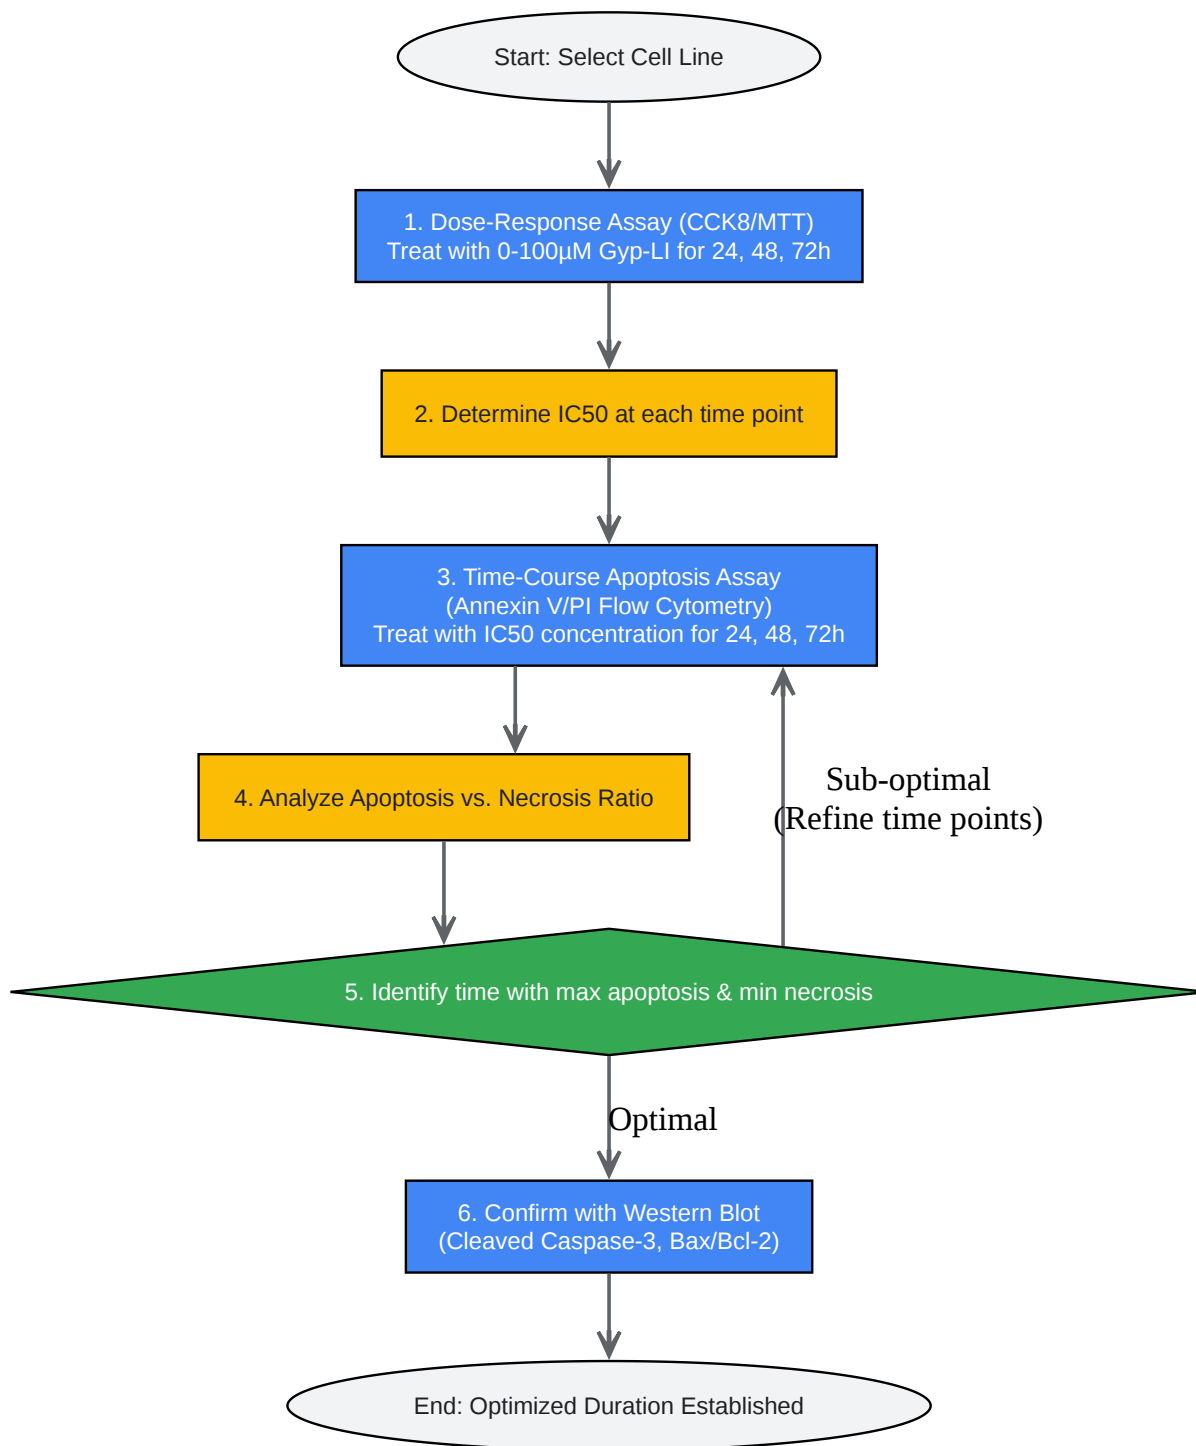 Start: Select Cell Line
1. Dose-Response Assay (CCK8/MTT)
Treat with 0-100µM Gyp-LI for 24, 48, 72h
2. Determine IC50 at each time point
3. Time-Course Apoptosis Assay
(Annexin V/PI Flow Cytometry)
Treat with IC50 concentration for 24, 48, 72h
4. Analyze Apoptosis vs. Necrosis Ratio
Sub-optimal
(Refine time points)
5. Identify time with max apoptosis & min necrosis
Optimal
6. Confirm with Western Blot
(Cleaved Caspase-3, Bax/Bcl-2)
End: Optimized Duration Established